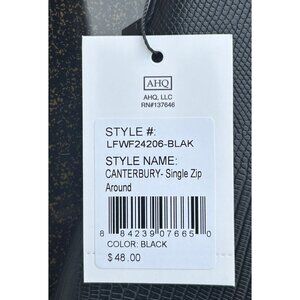 AHQ
AHQ, LLC
RN#137646
STYLE #:
LFWF24206-BLAK
STYLE NAME:
CANTERBURY- Single Zip
Around
8 84239 07665 0
COLOR: BLACK
$ 48.00